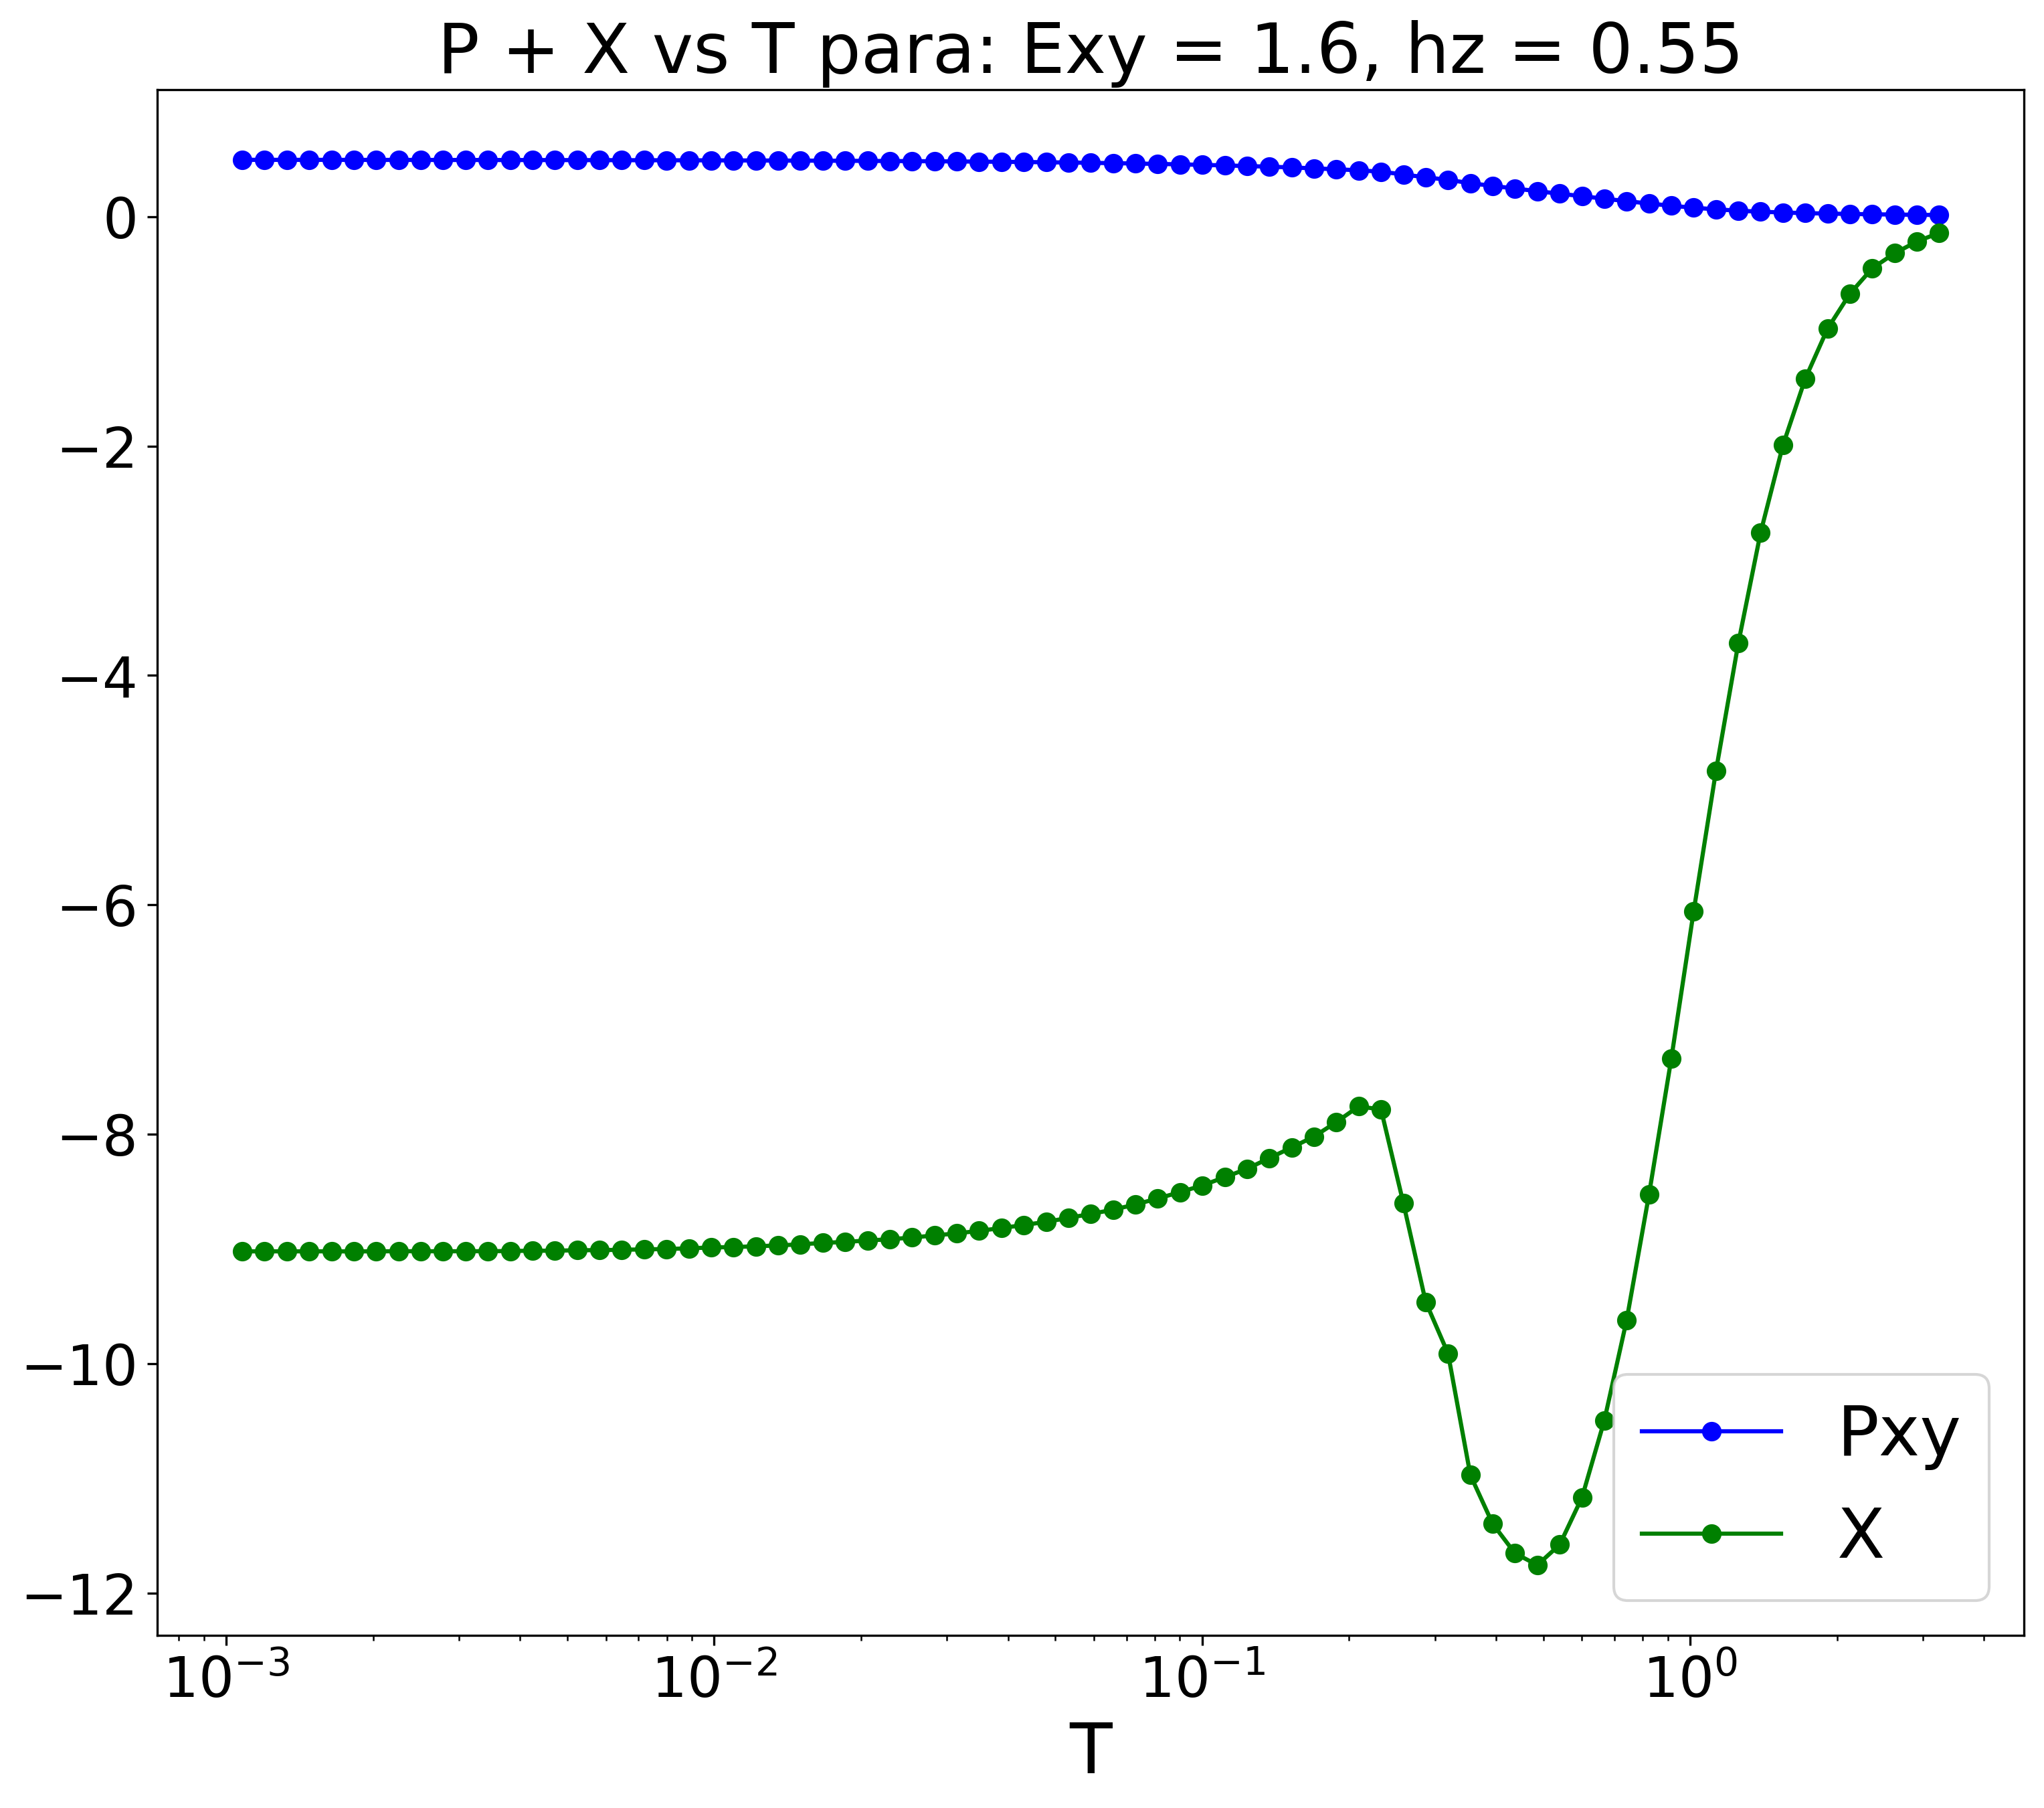 P + X vs T para: Exy = 1.6, hz = 0.55
0
−2
−4
−6
−8
−10
−12
10⁻³ 10⁻² 10⁻¹ 10⁰
T
Pxy
X